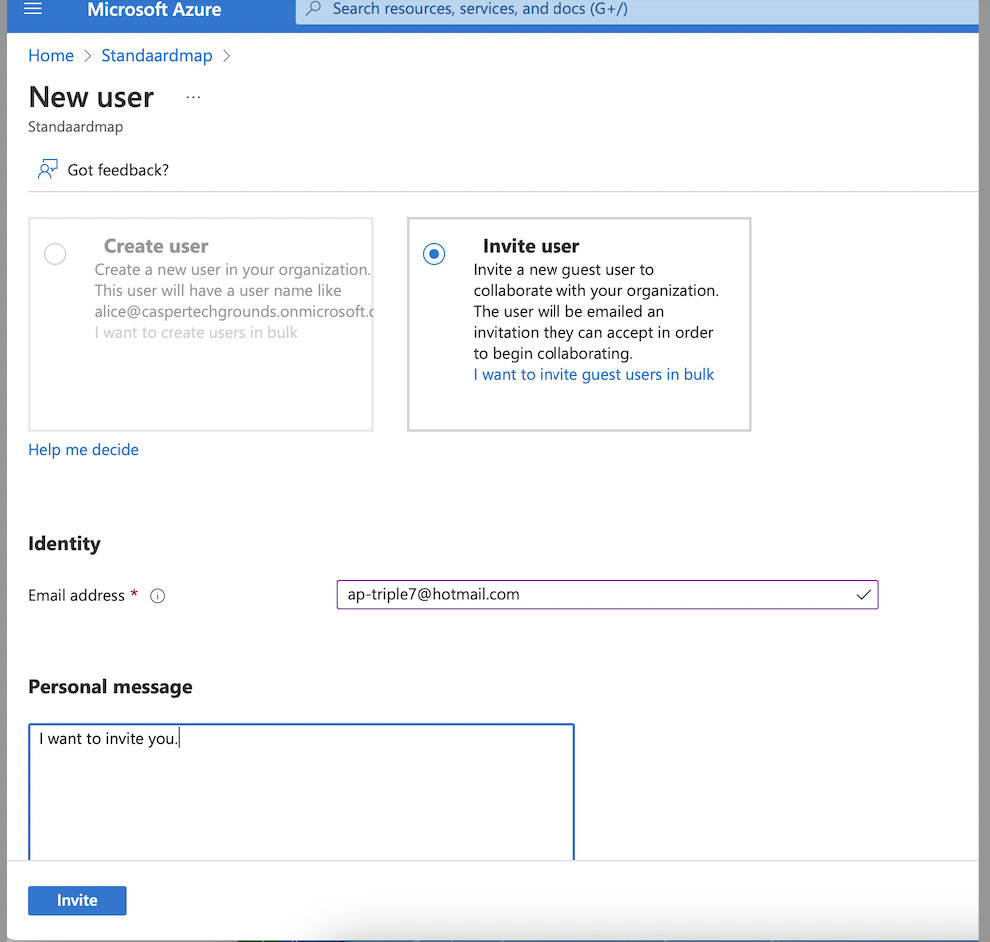 Microsoft Azure
Search resources, services, and docs (G+/)
Home > Standaardmap >
New user ...
Standaardmap
Got feedback?
Create user
Create a new user in your organization.
This user will have a user name like
alice@caspertechgrounds.onmicrosoft.c
I want to create users in bulk
Invite user
Invite a new guest user to
collaborate with your organization.
The user will be emailed an
invitation they can accept in order
to begin collaborating.
I want to invite guest users in bulk
Help me decide
Identity
Email address *
ap-triple7@hotmail.com
Personal message
I want to invite you.
Invite